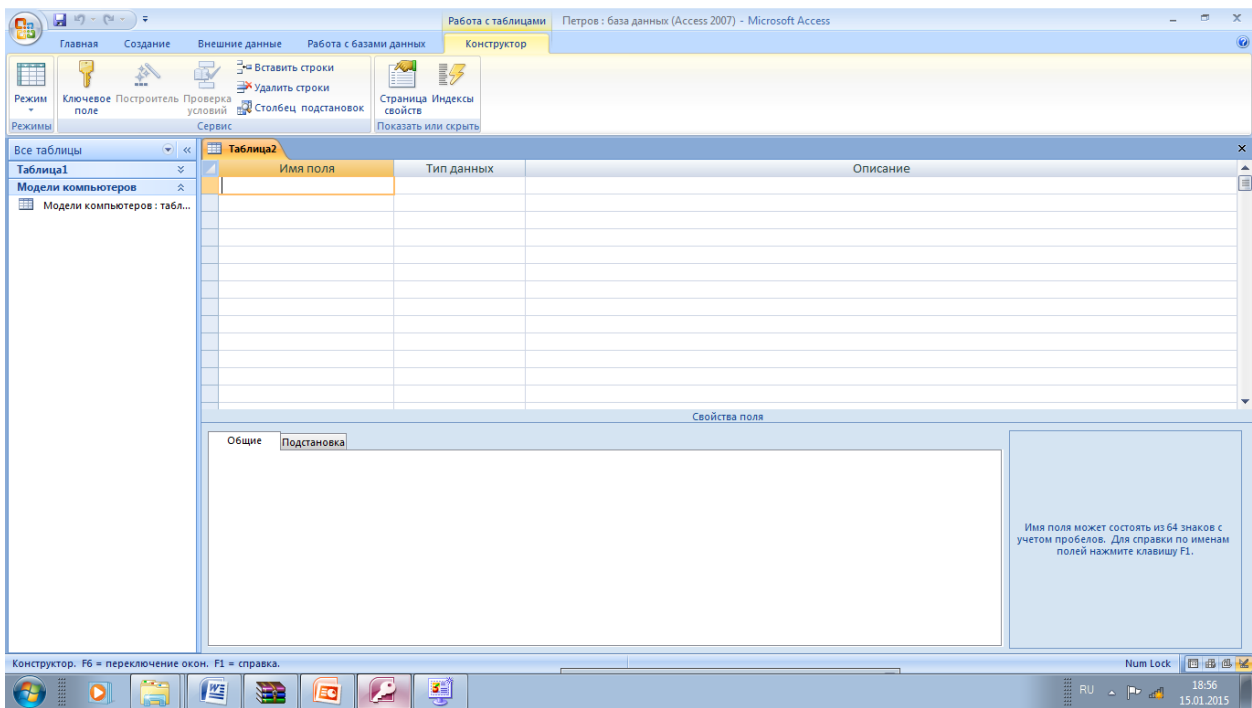 Работа с таблицами Петров : база данных (Access 2007) - Microsoft Access
Главная Создание Внешние данные Работа с базами данных Конструктор
Режим
Ключевое поле
Построитель
Проверка условий
Вставить строки
Удалить строки
Столбец подстановок
Страница свойств
Индексы
Режимы Сервис Показать или скрыть
Все таблицы
Таблица1
Модели компьютеров
Модели компьютеров : табл...
Таблица2
Имя поля Тип данных Описание
Свойства поля
Общие Подстановка
Имя поля может состоять из 64 знаков с
учетом пробелов. Для справки по именам
полей нажмите клавишу F1.
Конструктор. F6 = переключение окон. F1 = справка. Num Lock
RU 18:56
15.01.2015